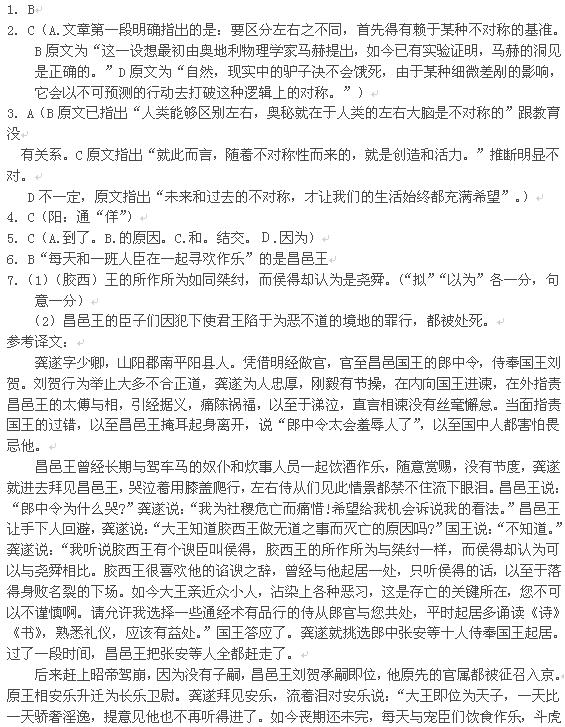 1. B
2. C（A.文章第一段明确指出的是：要区分左右之不同，首先得有赖于某种不对称的基准。
B原文为“这一设想最初由奥地利物理学家马赫提出，如今已有实验证明，马赫的洞见
是正确的。”D原文为“自然，现实中的驴子决不会饿死，由于某种细微差别的影响，
它会以不可预测的行动去打破这种逻辑上的对称。”）
3. A（B原文已指出“人类能够区别左右，奥秘就在于人类的左右大脑是不对称的”跟教育
没
有关系。C原文指出“就此而言，随着不对称性而来的，就是创造和活力。”推断明显不
对。
D不一定，原文指出“未来和过去的不对称，才让我们的生活始终都充满希望”。）
4. C（阳：通“佯”）
5. C（A.到了。B.的原因。C.和。结交。D.因为）
6. B“每天和一班人臣在一起寻欢作乐”的是昌邑王
7.（1）（胶西）王的所作所为如同桀纣，而侯得却认为是尧舜。（“拟”“以为”各一分，句
意一分）
（2）昌邑王的臣子们因犯下使君王陷于为恶不道的境地的罪行，都被处死。
参考译文：
龚遂字少卿，山阳郡南平阳县人。凭借明经做官，官至昌邑国王的郎中令，侍奉国王刘
贺。刘贺行为举止大多不合正道，龚遂为人忠厚，刚毅有节操，在内向国王进谏，在外指责
昌邑王的太傅与相，引经据义，痛陈祸福，以至于涕泣，直言相谏没有丝毫懈怠。当面指责
国王的过错，以至昌邑王掩耳起身离开，说“郎中令太会羞辱人了”，以至国中人都害怕畏
忌他。
昌邑王曾经长期与驾车马的奴仆和炊事人员一起饮酒作乐，随意赏赐，没有节度，龚遂
就进去拜见昌邑王，哭泣着用膝盖爬行，左右侍从们见此情景都禁不住流下眼泪。昌邑王说：
“郎中令为什么哭？”龚遂说：“我为社稷危亡而痛惜！希望给我机会诉说我的看法。”昌邑王
让手下人回避，龚遂说：“大王知道胶西王做无道之事而灭亡的原因吗？”国王说：“不知道。”
龚遂说：“我听说胶西王有个谀臣叫侯得，胶西王的所作所为与桀纣一样，而侯得却认为可
以与尧舜相比。胶西王很喜欢他的谄谀之辞，曾经与他起居一处，只听侯得的话，以至于落
得身败名裂的下场。如今大王亲近众小人，沾染上各种恶习，这是存亡的关键所在，您不可
以不谨慎啊。请允许我选择一些通经术有品行的侍从郎官与您共处，平时起居多诵读《诗》
《书》，熟悉礼仪，应该有益处。”国王答应了。龚遂就挑选郎中张安等十人侍奉国王起居。
过了一段时间，昌邑王把张安等人全都赶走了。
后来赶上昭帝驾崩，因为没有子嗣，昌邑王刘贺承嗣即位，他原先的官属都被征召入京。
原王相安乐升迁为长乐卫尉。龚遂拜见安乐，流着泪对安乐说：“大王即位为天子，一天比
一天骄奢淫逸，提意见他也不再听得进了。如今丧期还未完，每天与宠臣们饮食作乐，斗虎